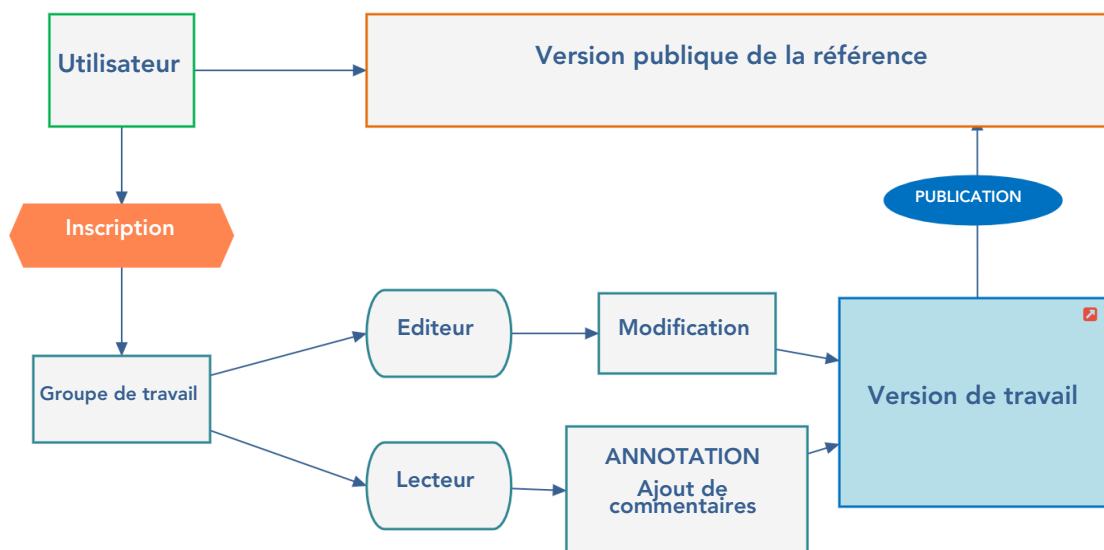 Utilisateur
Version publique de la référence
PUBLICATION
Inscription
Editeur
Modification
Groupe de travail
Version de travail
Lecteur
ANNOTATION
Ajout de
commentaires